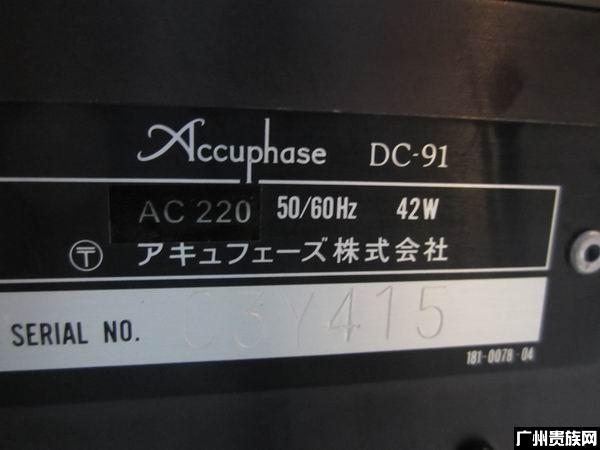 Accuphase DC-91
AC 220 50/60Hz 42W
〒 アキュフェーズ株式会社
SERIAL NO. C3Y415
181-0078-04
广州贵族网